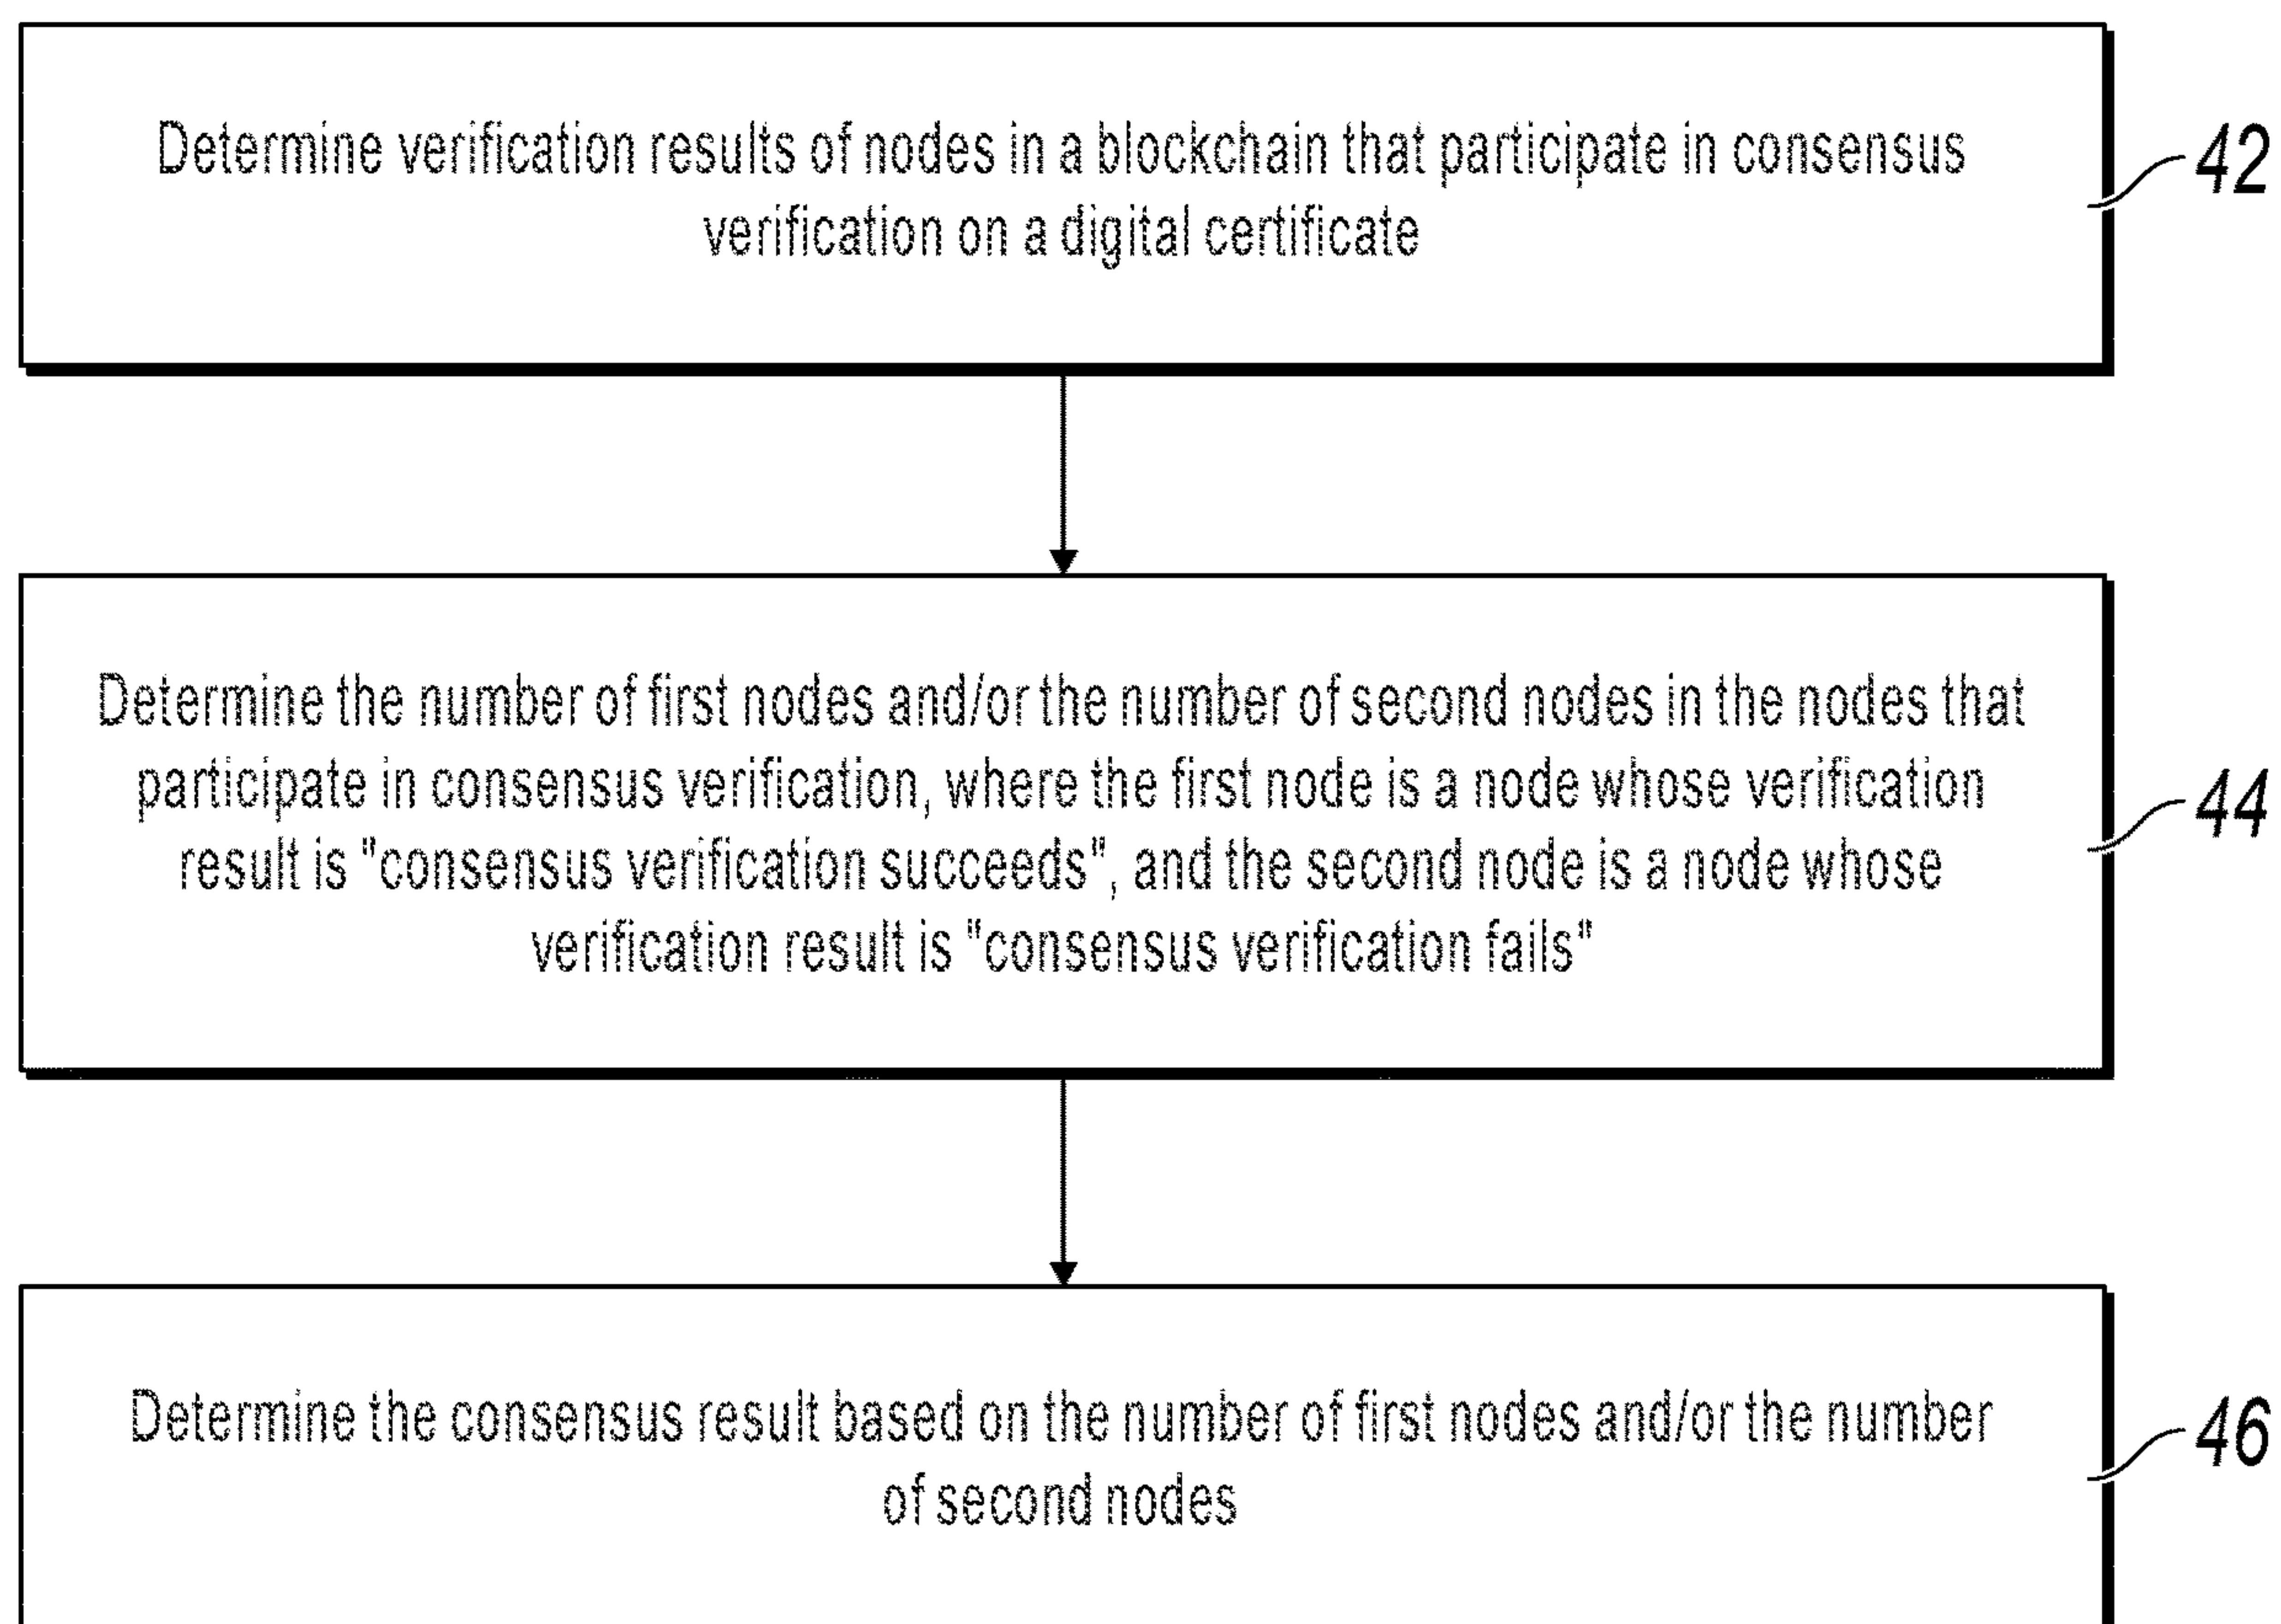 Determine verification results of nodes in a blockchain that participate in consensus
verification on a digital certificate
42
Determine the number of first nodes and/or the number of second nodes in the nodes that
participate in consensus verification, where the first node is a node whose verification
result is "consensus verification succeeds", and the second node is a node whose
verification result is "consensus verification fails"
44
Determine the consensus result based on the number of first nodes and/or the number
of second nodes
46